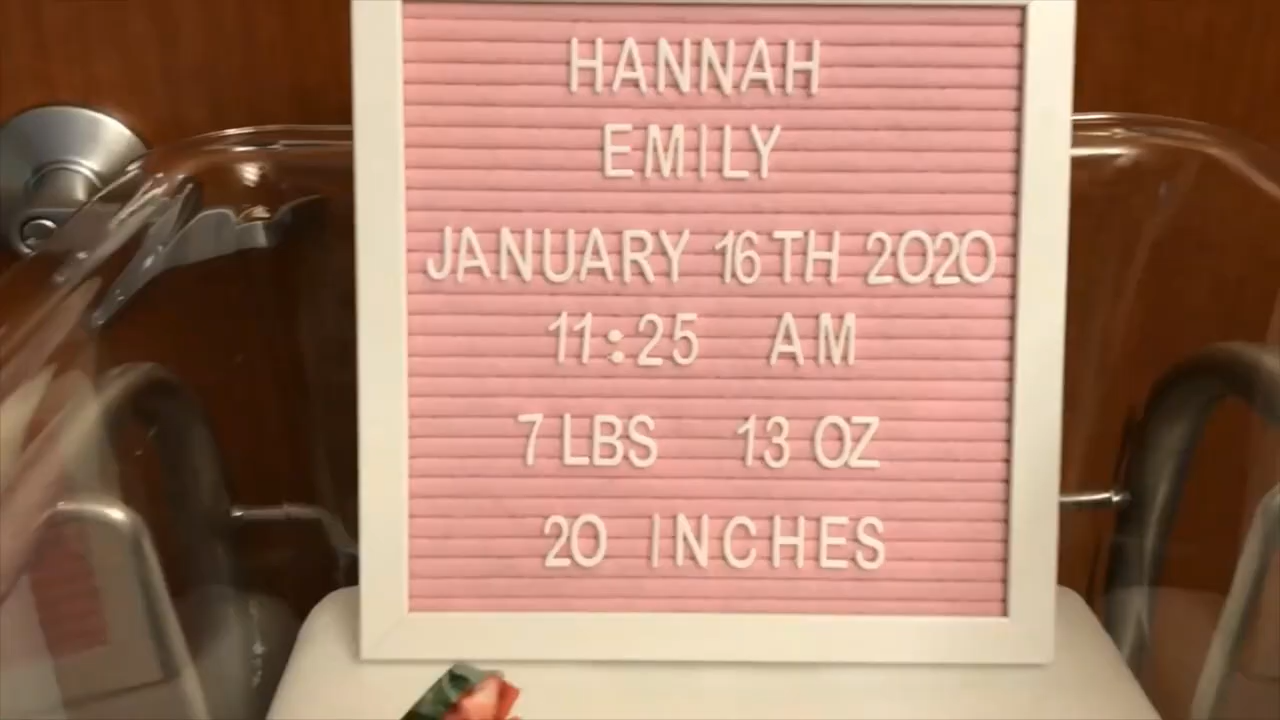 HANNAH
EMILY
JANUARY 16TH 2020
11:25 AM
7 LBS 13 OZ
20 INCHES